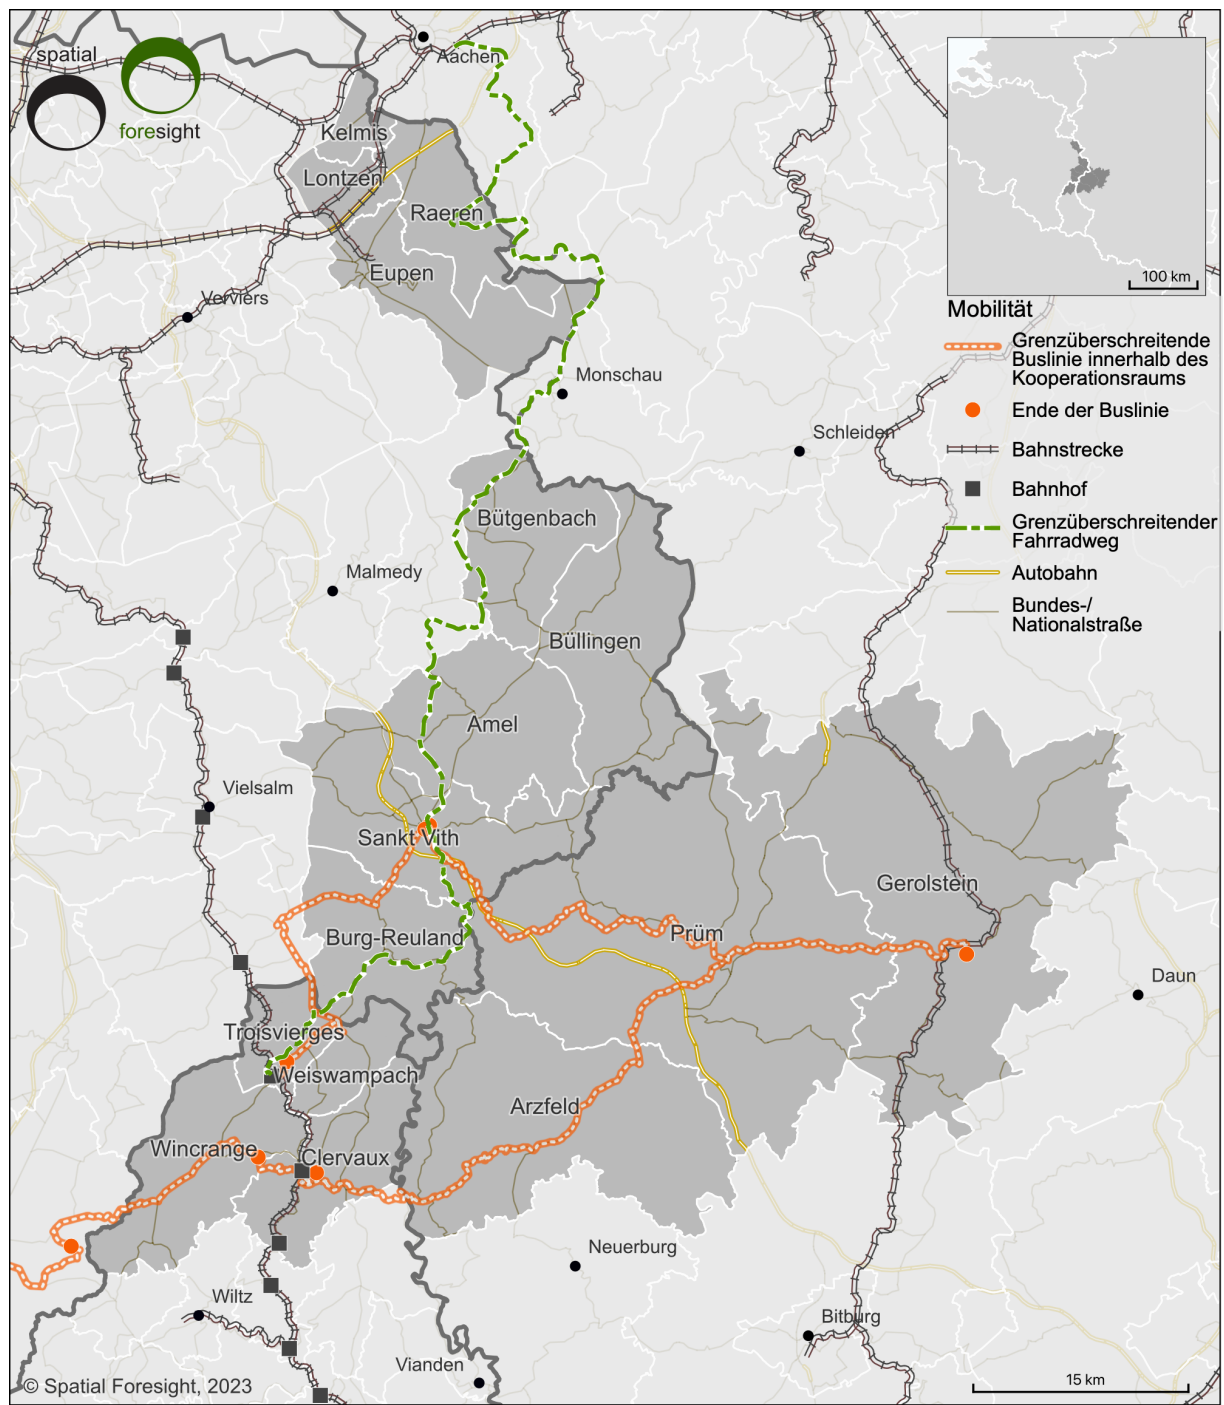 spatial
foresight
Aachen
Kelmis
Lontzen
Raeren
Eupen
Verviers
Monschau
Schleiden
Bütgenbach
Malmedy
Büllingen
Amel
Vielsalm
Sankt Vith
Gerolstein
Prüm
Burg-Reuland
Daun
Troisvierges
Weiswampach
Arzfeld
Wincrange
Clervaux
Neuerburg
Wiltz
Bitburg
Vianden
© Spatial Foresight, 2023
15 km
100 km
Mobilität
Grenzüberschreitende
Buslinie innerhalb des
Kooperationsraums
Ende der Buslinie
Bahnstrecke
Bahnhof
Grenzüberschreitender
Fahrradweg
Autobahn
Bundes-/
Nationalstraße